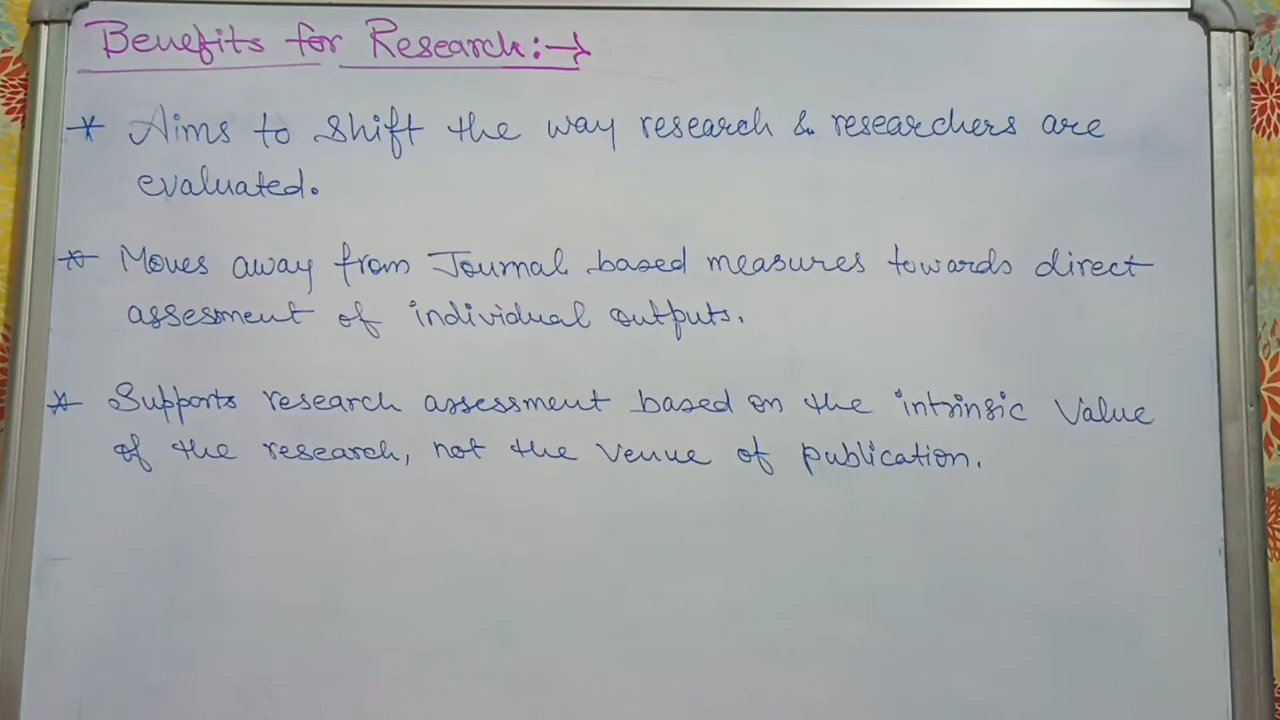 Benefits for Research:→
* Aims to shift the way research & researchers are
evaluated.
* Moves away from Journal based measures towards direct
assesment of individual outputs.
* Supports research assessment based on the intrinsic value
of the research, not the venue of publication.